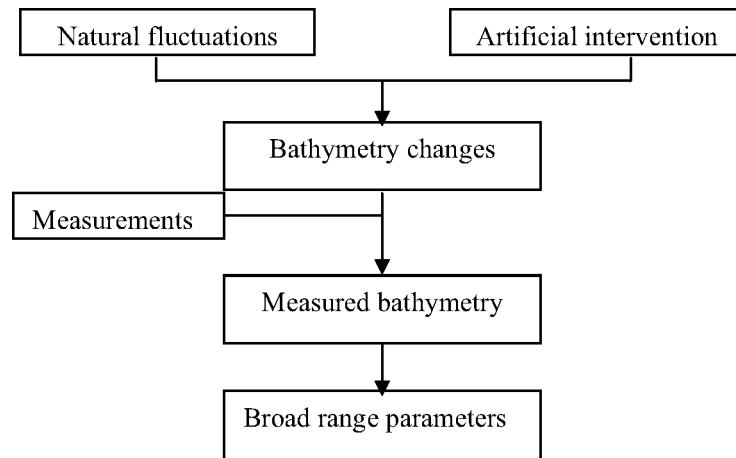 Natural fluctuations
Artificial intervention
Bathymetry changes
Measurements
Measured bathymetry
Broad range parameters